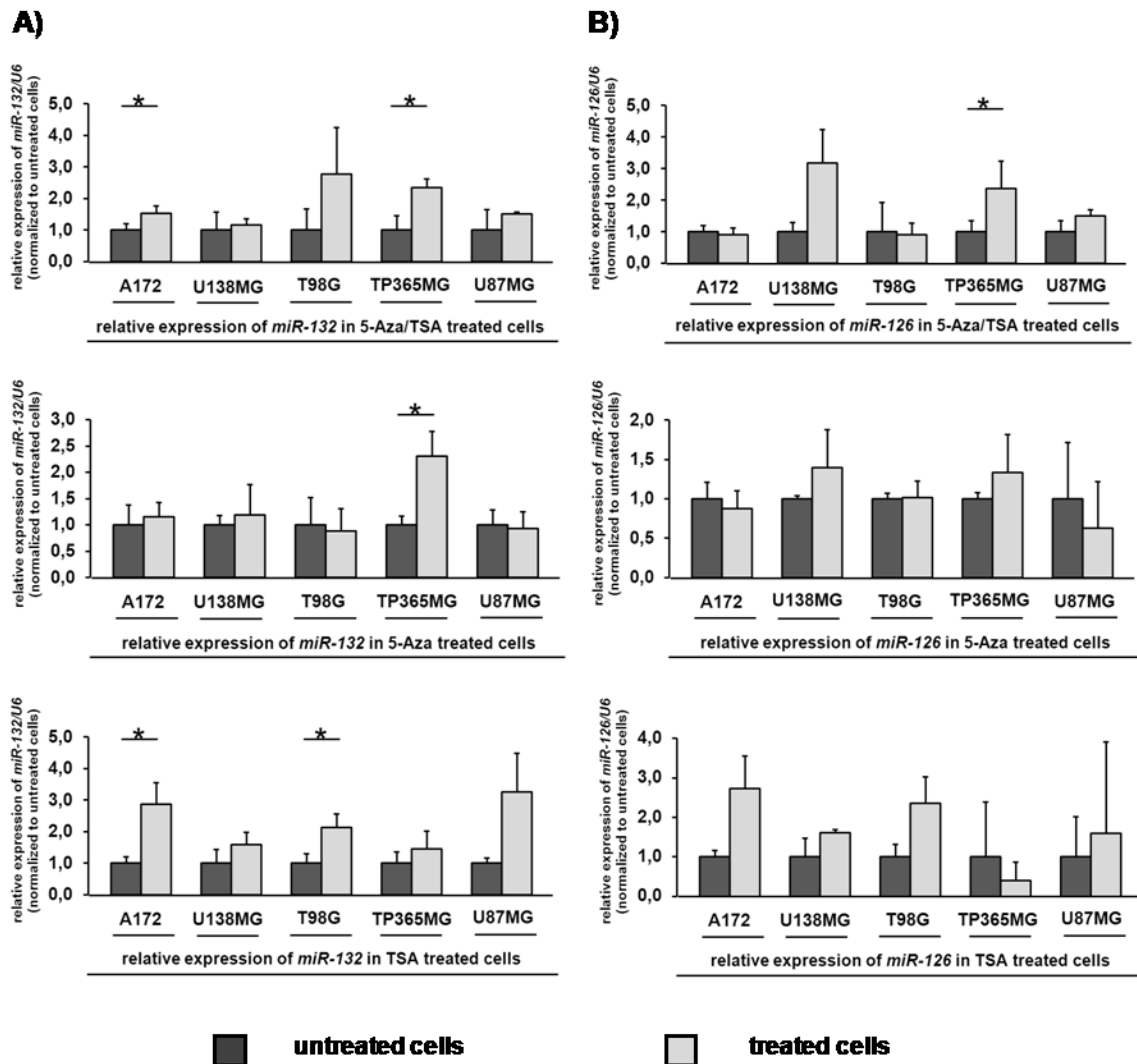 A)
B)
relative expression of miR-132/U6
(normalized to untreated cells)
5,0
4,0
3,0
2,0
1,0
0,0
*
*
A172
U138MG
T98G
TP365MG
U87MG
relative expression of miR-132 in 5-Aza/TSA treated cells
relative expression of miR-126/U6
(normalized to untreated cells)
5,0
4,0
3,0
2,0
1,0
0,0
*
A172
U138MG
T98G
TP365MG
U87MG
relative expression of miR-126 in 5-Aza/TSA treated cells
relative expression of miR-132/U6
(normalized to untreated cells)
3,0
2,5
2,0
1,5
1,0
0,5
0,0
*
A172
U138MG
T98G
TP365MG
U87MG
relative expression of miR-132 in 5-Aza treated cells
relative expression of miR-126/U6
(normalized to untreated cells)
2,0
1,5
1,0
0,5
0,0
A172
U138MG
T98G
TP365MG
U87MG
relative expression of miR-126 in 5-Aza treated cells
relative expression of miR-132/U6
(normalized to untreated cells)
5,0
4,0
3,0
2,0
1,0
0,0
*
*
A172
U138MG
T98G
TP365MG
U87MG
relative expression of miR-132 in TSA treated cells
relative expression of miR-126/U6
(normalized to untreated cells)
4,0
3,0
2,0
1,0
0,0
A172
U138MG
T98G
TP365MG
U87MG
relative expression of miR-126 in TSA treated cells
untreated cells
treated cells